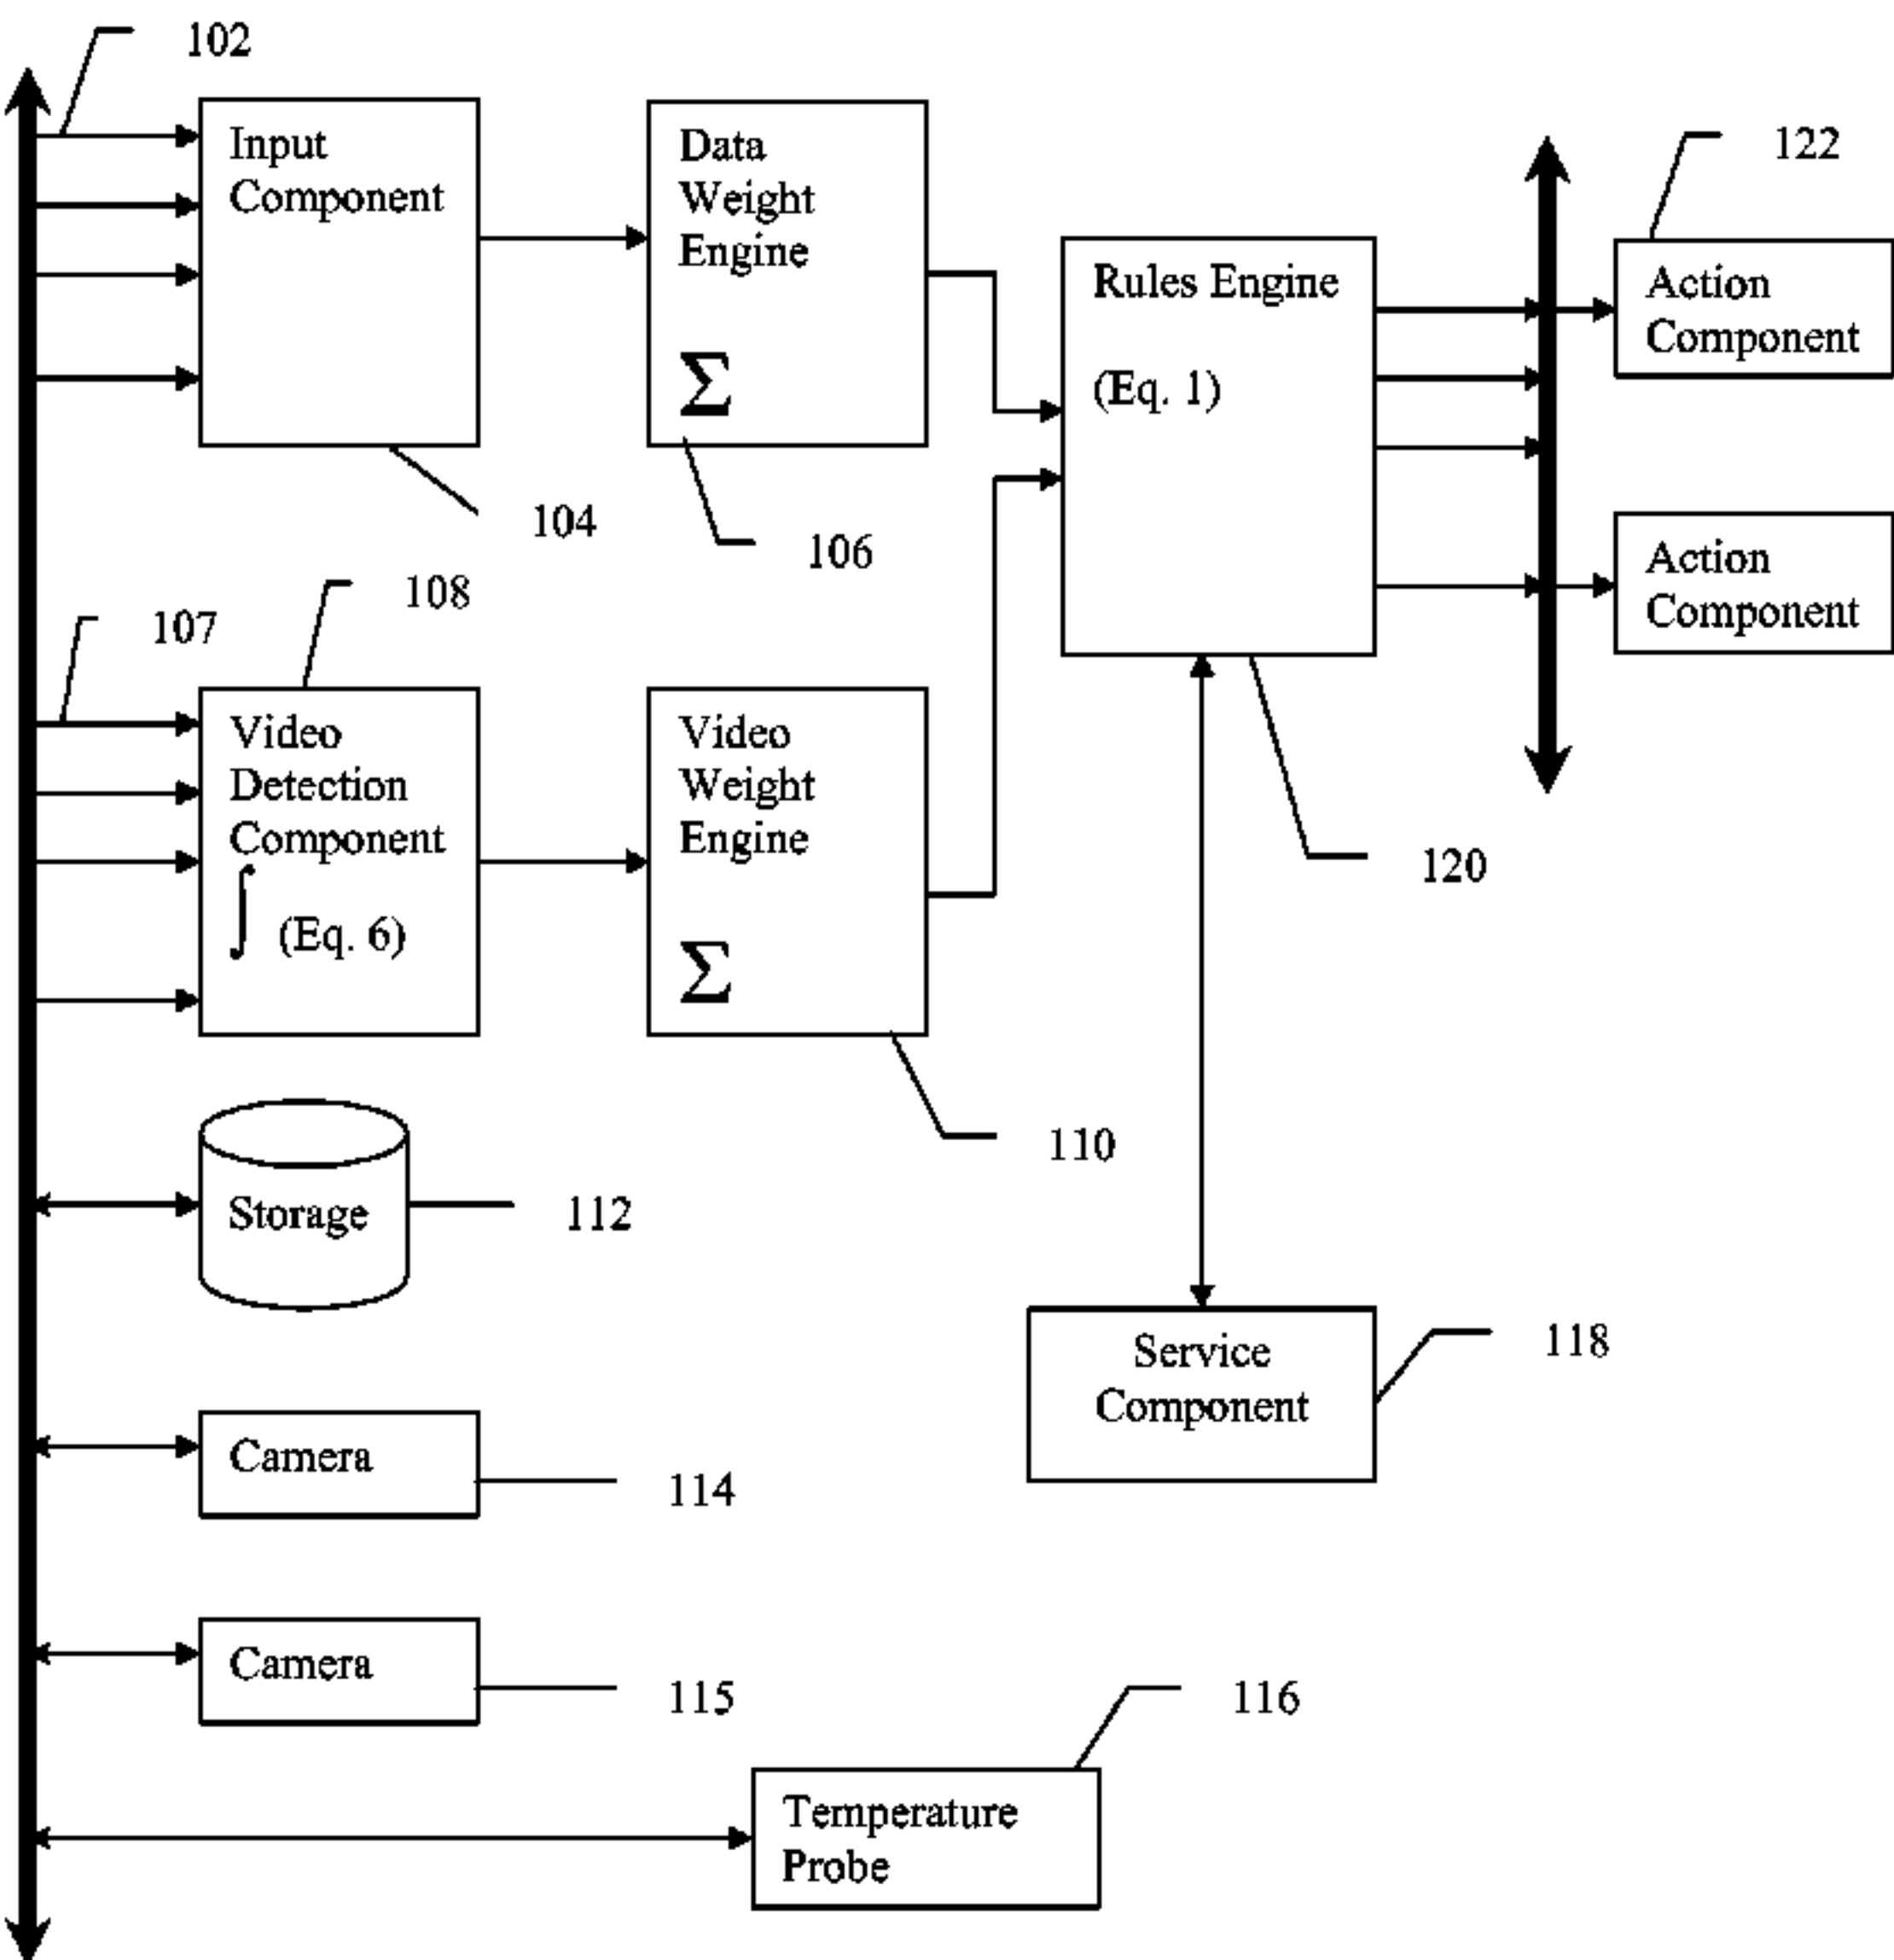 102
Input
Component
104
Data
Weight
Engine
Σ
106
Rules Engine
(Eq. 1)
120
122
Action
Component
Action
Component
107
108
Video
Detection
Component
∫ (Eq. 6)
Video
Weight
Engine
Σ
110
Storage
112
Service
Component
118
Camera
114
Camera
115
116
Temperature
Probe